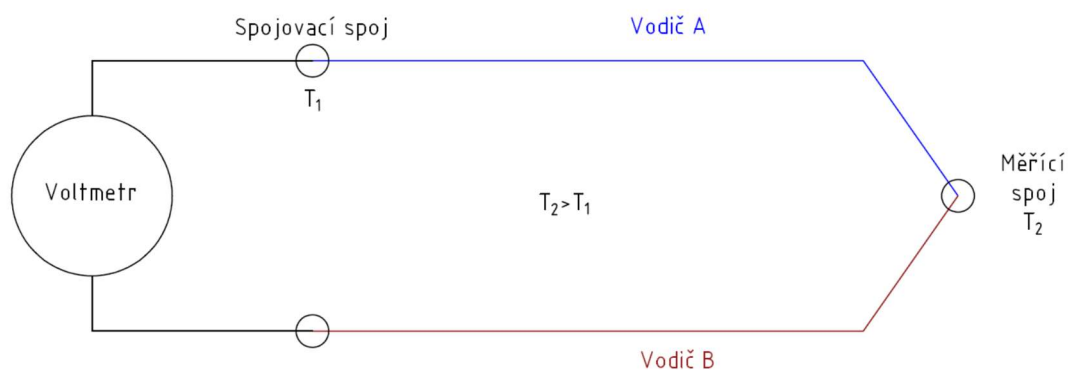 Spojovací spoj
Vodič A
T₁
Voltmetr
T₂>T₁
Měřící
spoj
T₂
Vodič B